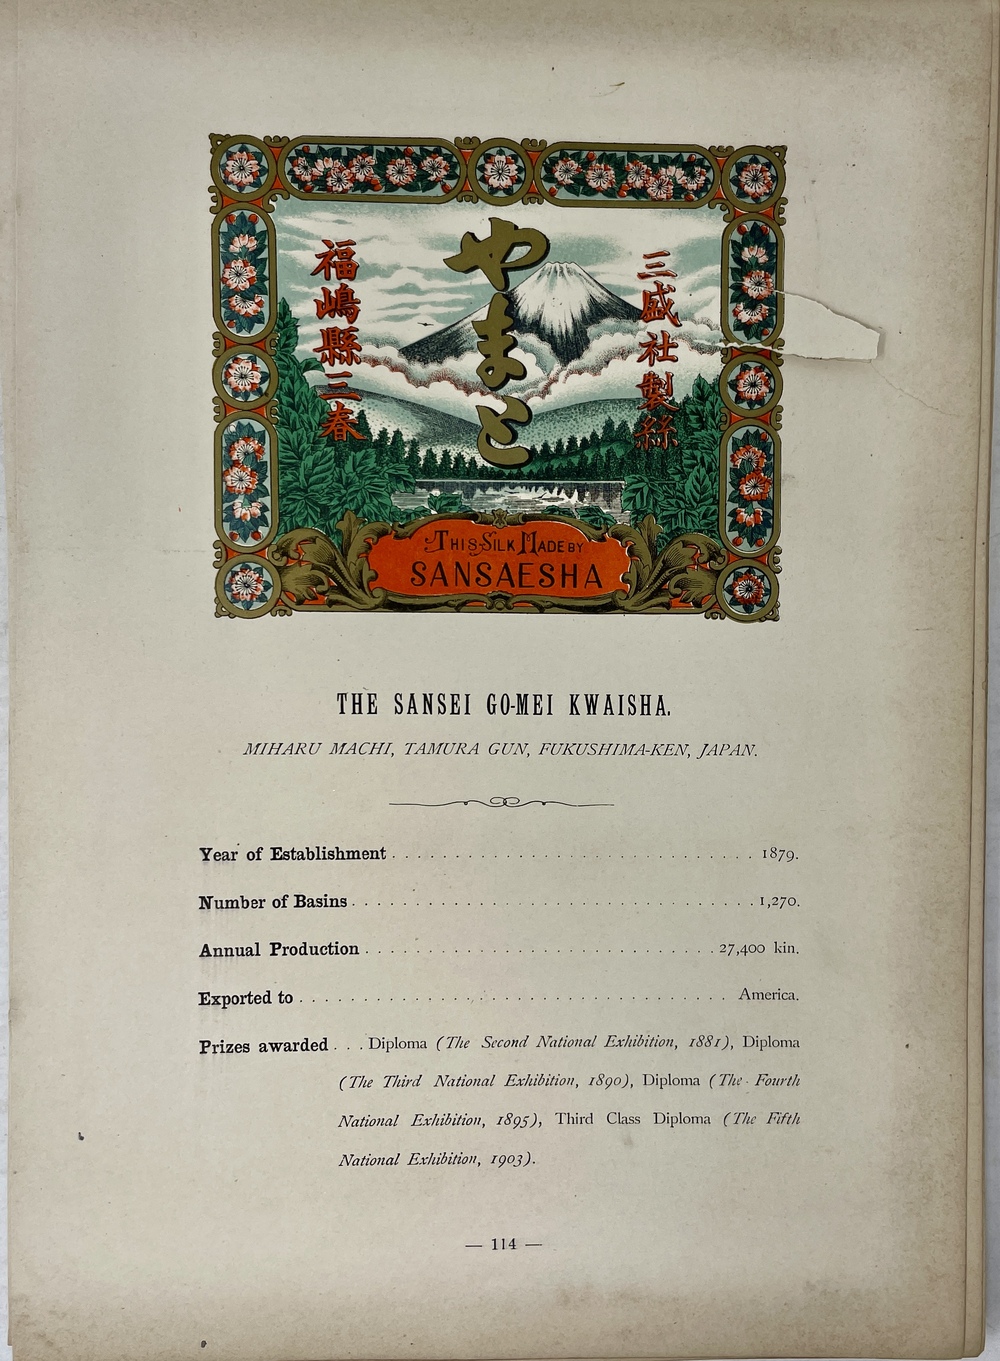 三盛社製絲
やまと
福嶋縣三春
THIS SILK MADE BY
SANSAESHA
THE SANSEI GO-MEI KWAISHA.
MIHARU MACHI, TAMURA GUN, FUKUSHIMA-KEN, JAPAN.
Year of Establishment . . . . . . . . . . . . . . . . . . . . . . . . . . . . . . 1879.
Number of Basins . . . . . . . . . . . . . . . . . . . . . . . . . . . . . . . . . 1,270.
Annual Production . . . . . . . . . . . . . . . . . . . . . . . . . . . . . 27,400 kin.
Exported to . . . . . . . . . . . . . . . . . . . . . . . . . . . . . . . . . . . . America.
Prizes awarded . . . Diploma (The Second National Exhibition, 1881), Diploma
(The Third National Exhibition, 1890), Diploma (The Fourth
National Exhibition, 1895), Third Class Diploma (The Fifth
National Exhibition, 1903).
— 114 —